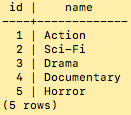 id |    name
----+-------------
  1 | Action
  2 | Sci-Fi
  3 | Drama
  4 | Documentary
  5 | Horror
(5 rows)